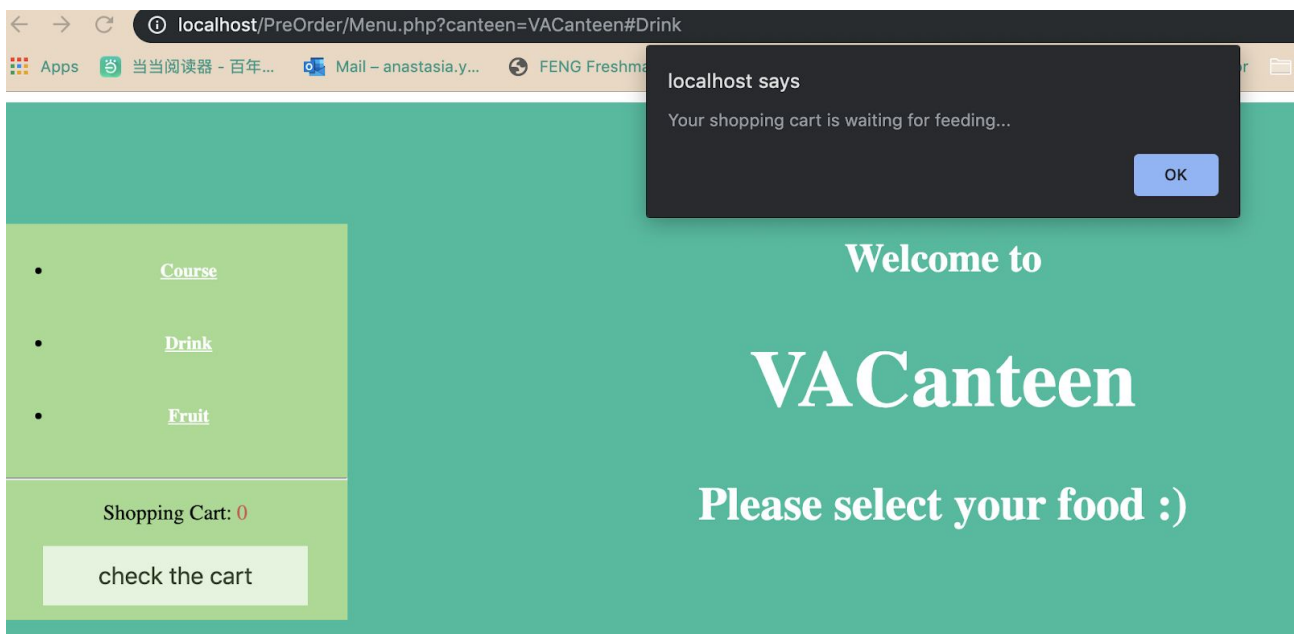 localhost/PreOrder/Menu.php?canteen=VACanteen#Drink
Apps 当当阅读器 - 百年... Mail – anastasia.y... FENG Freshma
localhost says
Your shopping cart is waiting for feeding...
OK
Course
Drink
Fruit
Shopping Cart: 0
check the cart
Welcome to
VACanteen
Please select your food :)